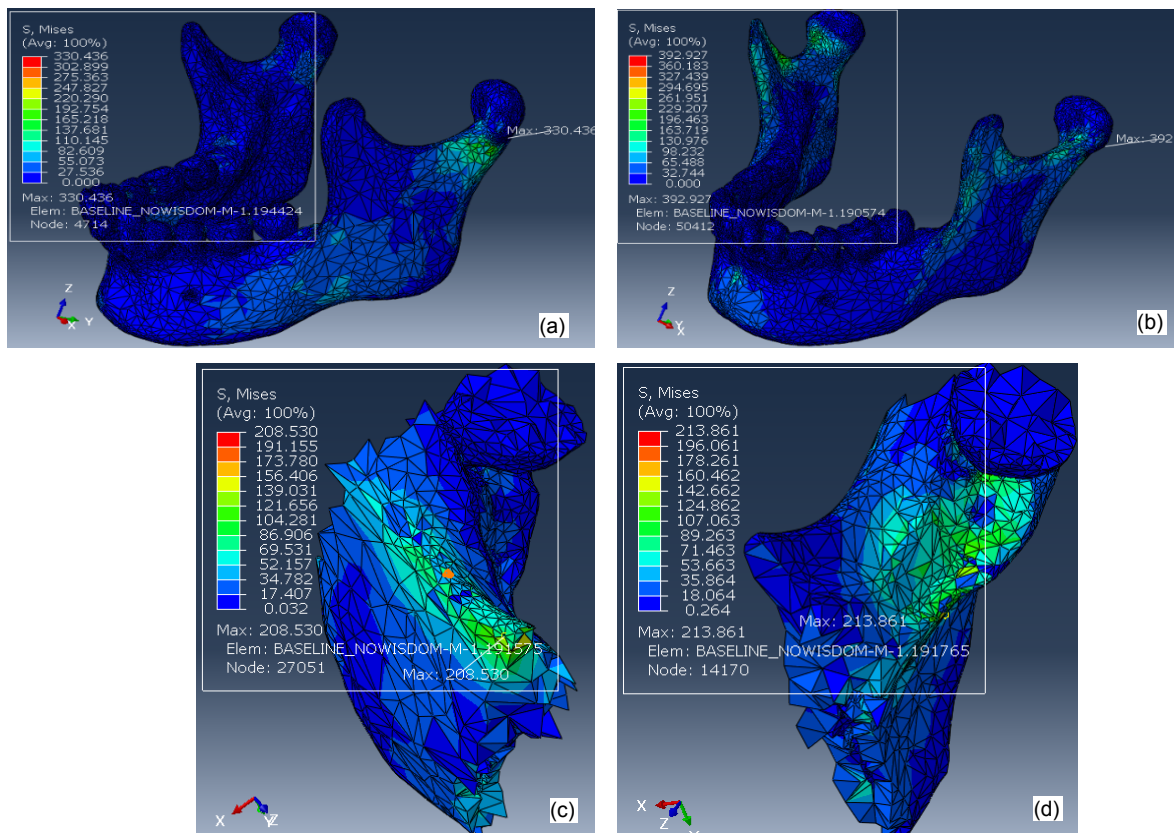 S, Mises
(Avg: 100%)
330.436
302.899
275.363
247.827
220.290
192.754
165.218
137.681
110.145
82.609
55.073
27.536
0.000
Max: 330.436
Elem: BASELINE_NOWISDOM-M-1.194424
Node: 4714
Max: 330.436
Z
X
Y
(a)
S, Mises
(Avg: 100%)
392.927
360.183
327.439
294.695
261.951
229.207
196.463
163.719
130.976
98.232
65.488
32.744
0.000
Max: 392.927
Elem: BASELINE_NOWISDOM-M-1.190574
Node: 50412
Max: 392
Z
Y
X
(b)
S, Mises
(Avg: 100%)
208.530
191.155
173.780
156.406
139.031
121.656
104.281
86.906
69.531
52.157
34.782
17.407
0.032
Max: 208.530
Elem: BASELINE_NOWISDOM-M-1.191575
Node: 27051
Max: 208.530
X
Y
Z
(c)
S, Mises
(Avg: 100%)
213.861
196.061
178.261
160.462
142.662
124.862
107.063
89.263
71.463
53.663
35.864
18.064
0.264
Max: 213.861
Max: 213.861
Elem: BASELINE_NOWISDOM-M-1.191765
Node: 14170
X
Z
Y
(d)